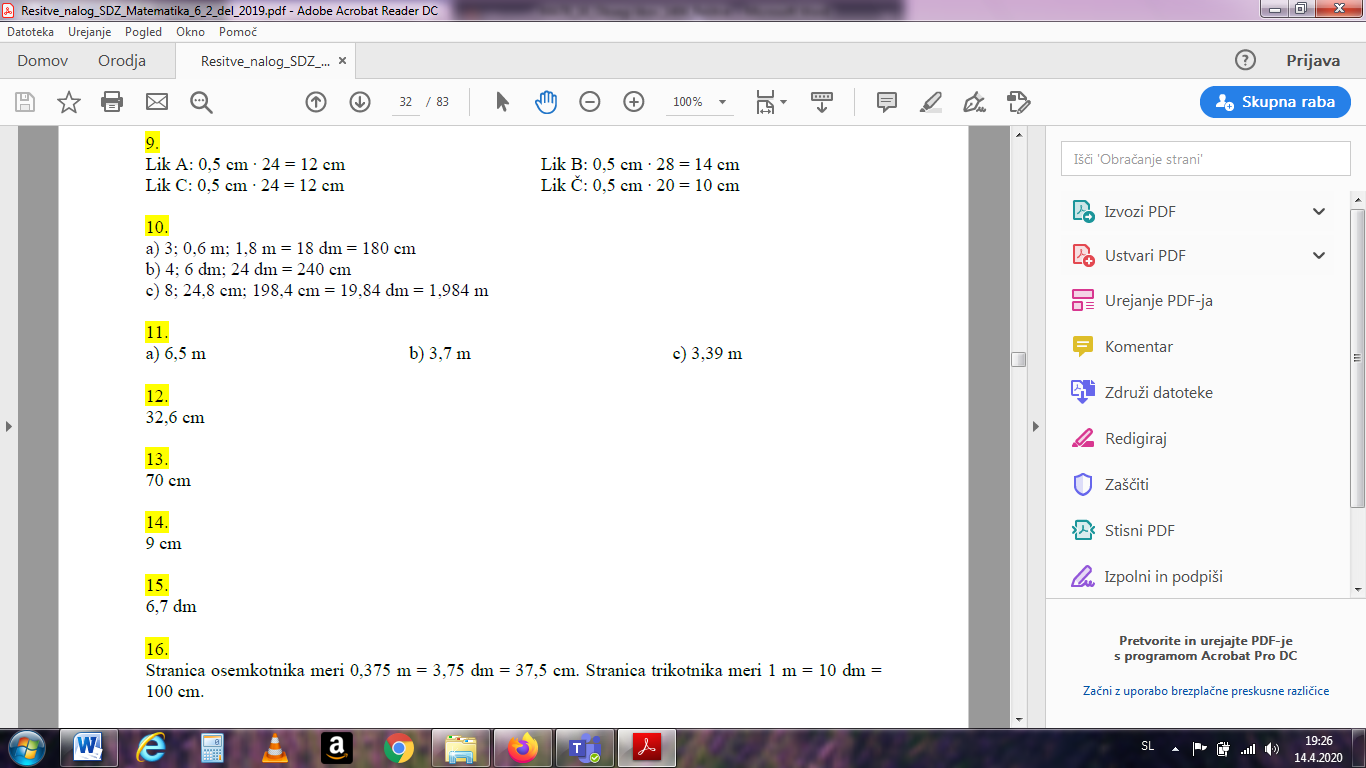 Resitve_nalog_SDZ_Matematika_6_2_del_2019.pdf - Adobe Acrobat Reader DC
Datoteka Urejanje Pogled Okno Pomoč
Domov Orodja Resitve_nalog_SDZ_... × Prijava
32 / 83 100% Skupna raba
9.
Lik A: 0,5 cm · 24 = 12 cm Lik B: 0,5 cm · 28 = 14 cm
Lik C: 0,5 cm · 24 = 12 cm Lik Č: 0,5 cm · 20 = 10 cm
10.
a) 3; 0,6 m; 1,8 m = 18 dm = 180 cm
b) 4; 6 dm; 24 dm = 240 cm
c) 8; 24,8 cm; 198,4 cm = 19,84 dm = 1,984 m
11.
a) 6,5 m b) 3,7 m c) 3,39 m
12.
32,6 cm
13.
70 cm
14.
9 cm
15.
6,7 dm
16.
Stranica osemkotnika meri 0,375 m = 3,75 dm = 37,5 cm. Stranica trikotnika meri 1 m = 10 dm =
100 cm.
Išči 'Obračanje strani'
Izvozi PDF
Ustvari PDF
Urejanje PDF-ja
Komentar
Združi datoteke
Redigiraj
Zaščiti
Stisni PDF
Izpolni in podpiši
Pretvorite in urejajte PDF-je
s programom Acrobat Pro DC
Začni z uporabo brezplačne preskusne različice
SL 19:26
14.4.2020